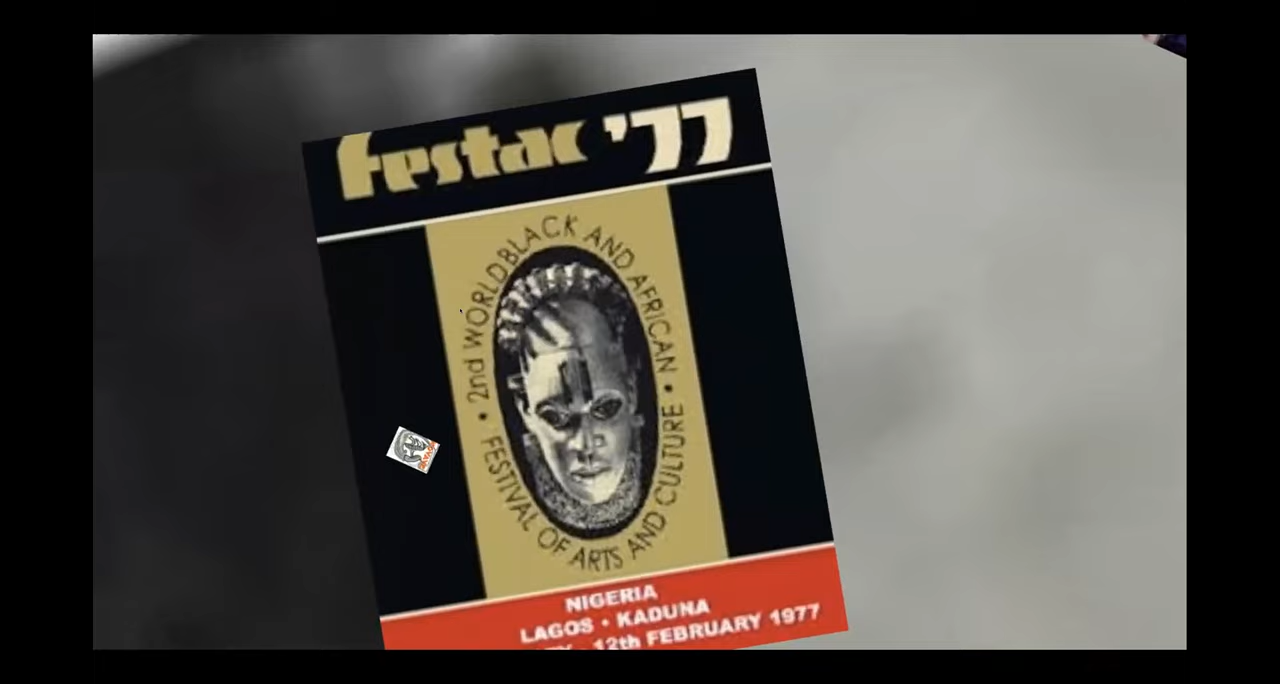 festac '77
• 2nd WORLD BLACK AND AFRICAN •
FESTIVAL OF ARTS AND CULTURE
NIGERIA
LAGOS • KADUNA
12th FEBRUARY 1977